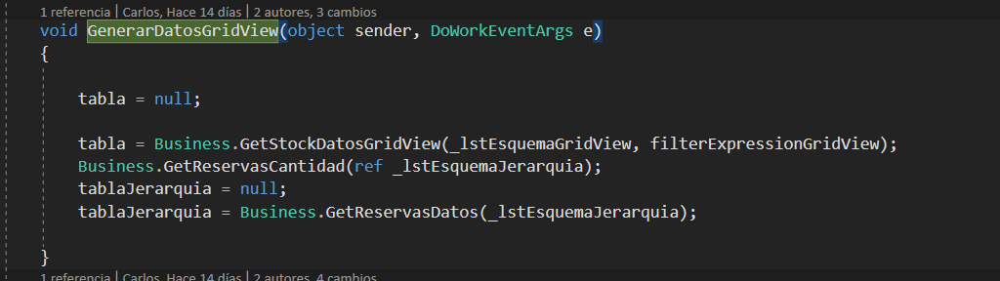 1 referencia | Carlos, Hace 14 días | 2 autores, 3 cambios
void GenerarDatosGridView(object sender, DoWorkEventArgs e)
{
tabla = null;
tabla = Business.GetStockDatosGridView(_lstEsquemaGridView, filterExpressionGridView);
Business.GetReservasCantidad(ref _lstEsquemaJerarquia);
tablaJerarquia = null;
tablaJerarquia = Business.GetReservasDatos(_lstEsquemaJerarquia);
}
1 referencia | Carlos, Hace 14 días | 2 autores, 4 cambios